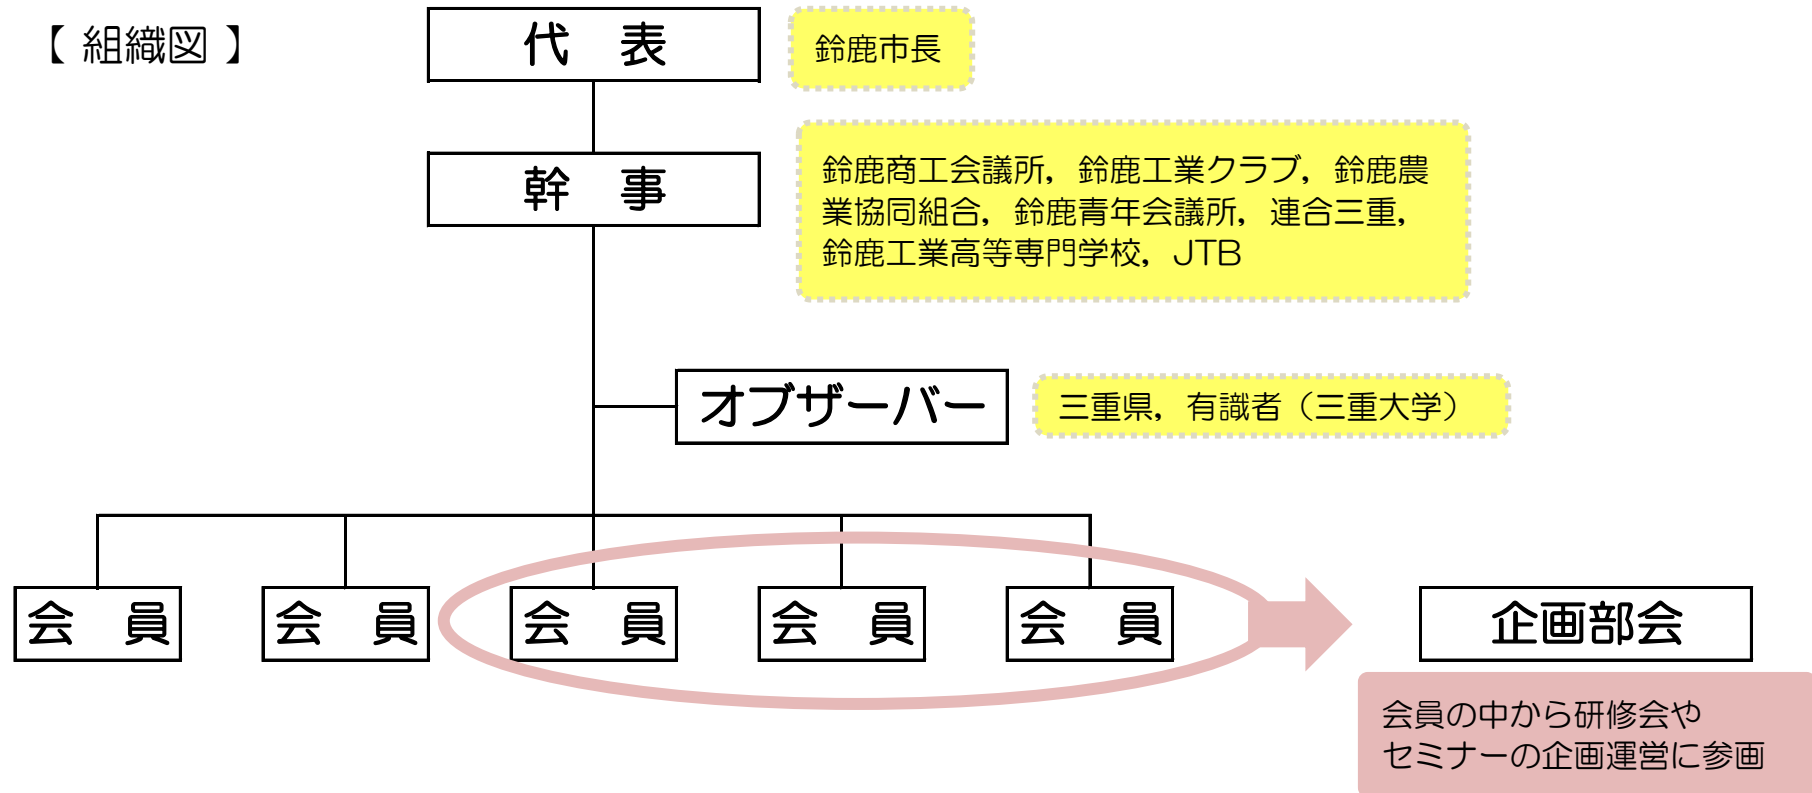 【 組織図 】
代　表
鈴鹿市長
幹　事
鈴鹿商工会議所，鈴鹿工業クラブ，鈴鹿農
業協同組合，鈴鹿青年会議所，連合三重，
鈴鹿工業高等専門学校，JTB
オブザーバー
三重県，有識者（三重大学）
会　員
会　員
会　員
会　員
会　員
企画部会
会員の中から研修会や
セミナーの企画運営に参画